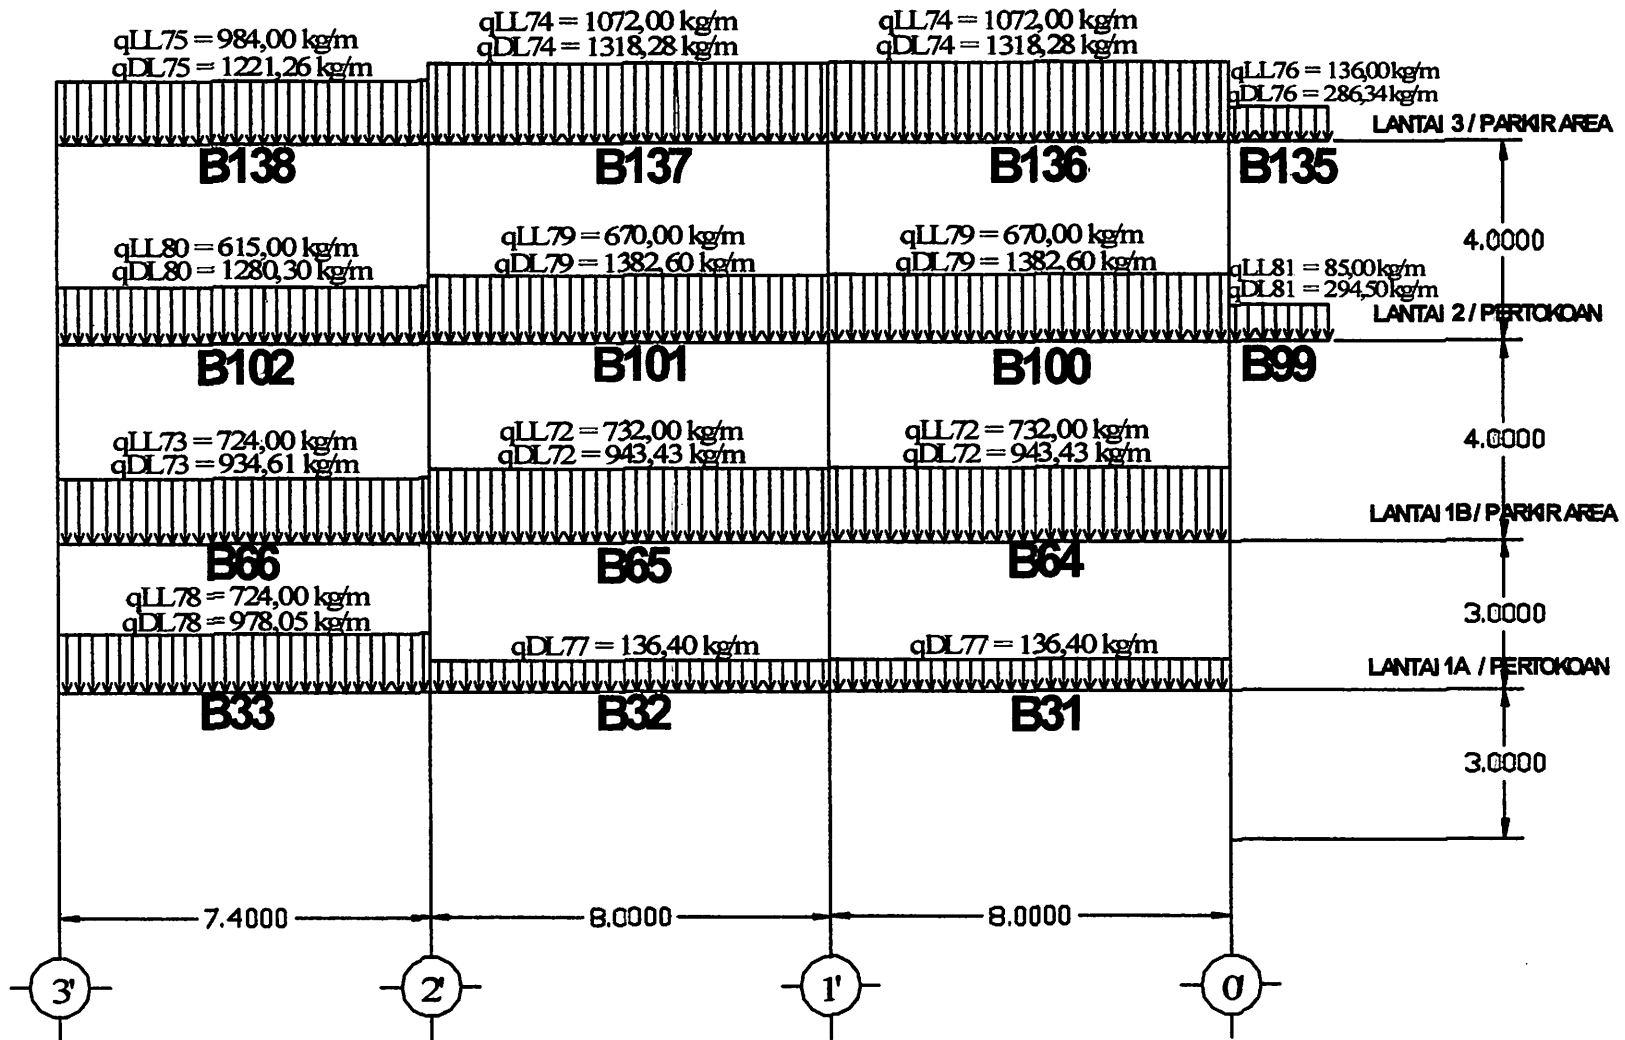 qLL75 = 984,00 kg/m
qDL75 = 1221,26 kg/m
qLL74 = 1072,00 kg/m
qDL74 = 1318,28 kg/m
qLL74 = 1072,00 kg/m
qDL74 = 1318,28 kg/m
qLL76 = 136,00 kg/m
qDL76 = 286,34 kg/m
LANTAI 3 / PARKIR AREA
B138
B137
B136
B135
4.0000
qLL80 = 615,00 kg/m
qDL80 = 1280,30 kg/m
qLL79 = 670,00 kg/m
qDL79 = 1382,60 kg/m
qLL79 = 670,00 kg/m
qDL79 = 1382,60 kg/m
qLL81 = 85,00 kg/m
qDL81 = 294,50 kg/m
LANTAI 2 / PERTOKOAN
B102
B101
B100
B99
4.0000
qLL73 = 724,00 kg/m
qDL73 = 934,61 kg/m
qLL72 = 732,00 kg/m
qDL72 = 943,43 kg/m
qLL72 = 732,00 kg/m
qDL72 = 943,43 kg/m
LANTAI 1B / PARKIR AREA
B66
B65
B64
3.0000
qLL78 = 724,00 kg/m
qDL78 = 978,05 kg/m
qDL77 = 136,40 kg/m
qDL77 = 136,40 kg/m
LANTAI 1A / PERTOKOAN
B33
B32
B31
3.0000
7.4000
8.0000
8.0000
3'
2'
1'
0'